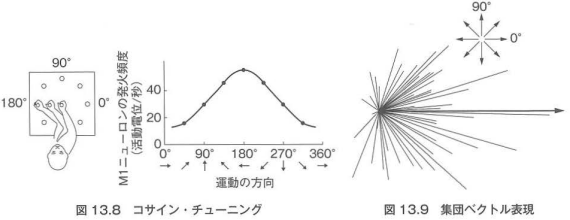 90°
180°
0°
M1ニューロンの発火頻度
(活動電位/秒)
40
20
0
0°
90°
180°
270°
360°
運動の方向
図 13.8 コサイン・チューニング
90°
0°
図 13.9 集団ベクトル表現